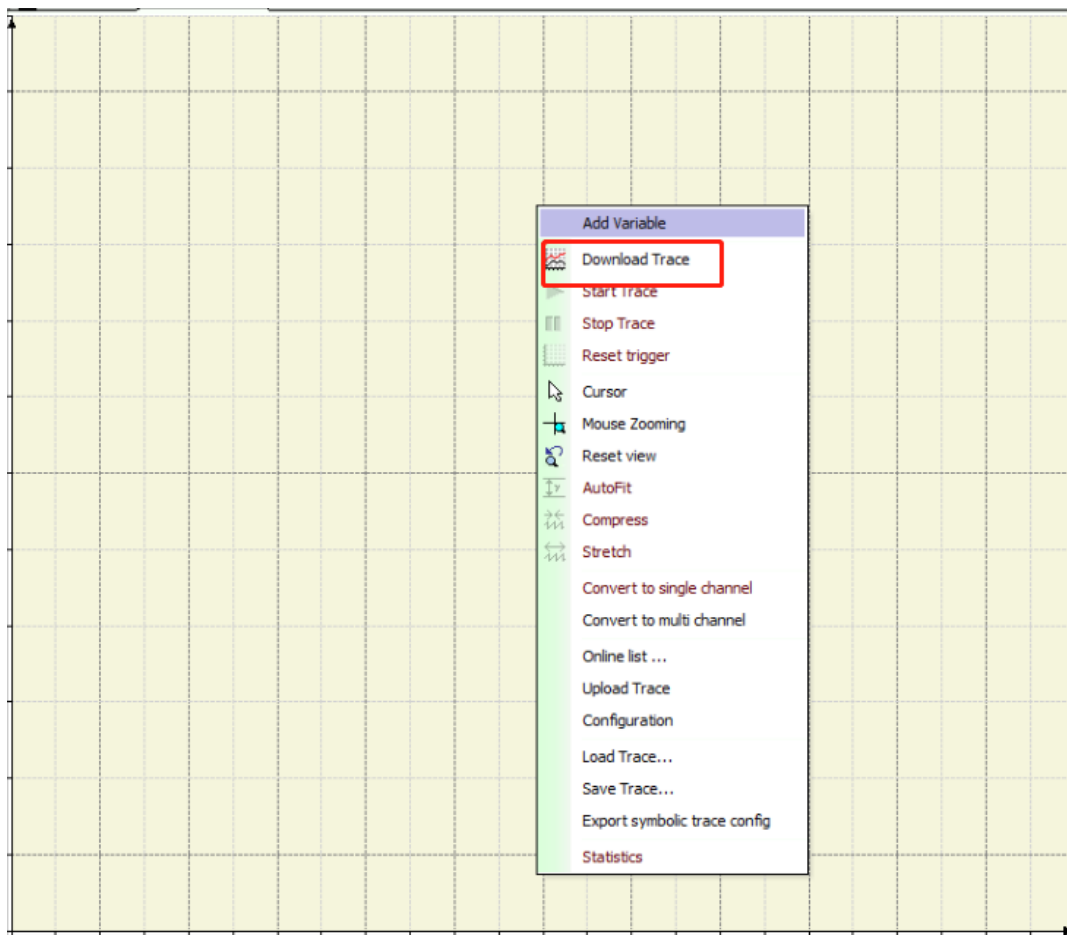 Add Variable
Download Trace
Start Trace
Stop Trace
Reset trigger
Cursor
Mouse Zooming
Reset view
AutoFit
Compress
Stretch
Convert to single channel
Convert to multi channel
Online list ...
Upload Trace
Configuration
Load Trace...
Save Trace...
Export symbolic trace config
Statistics